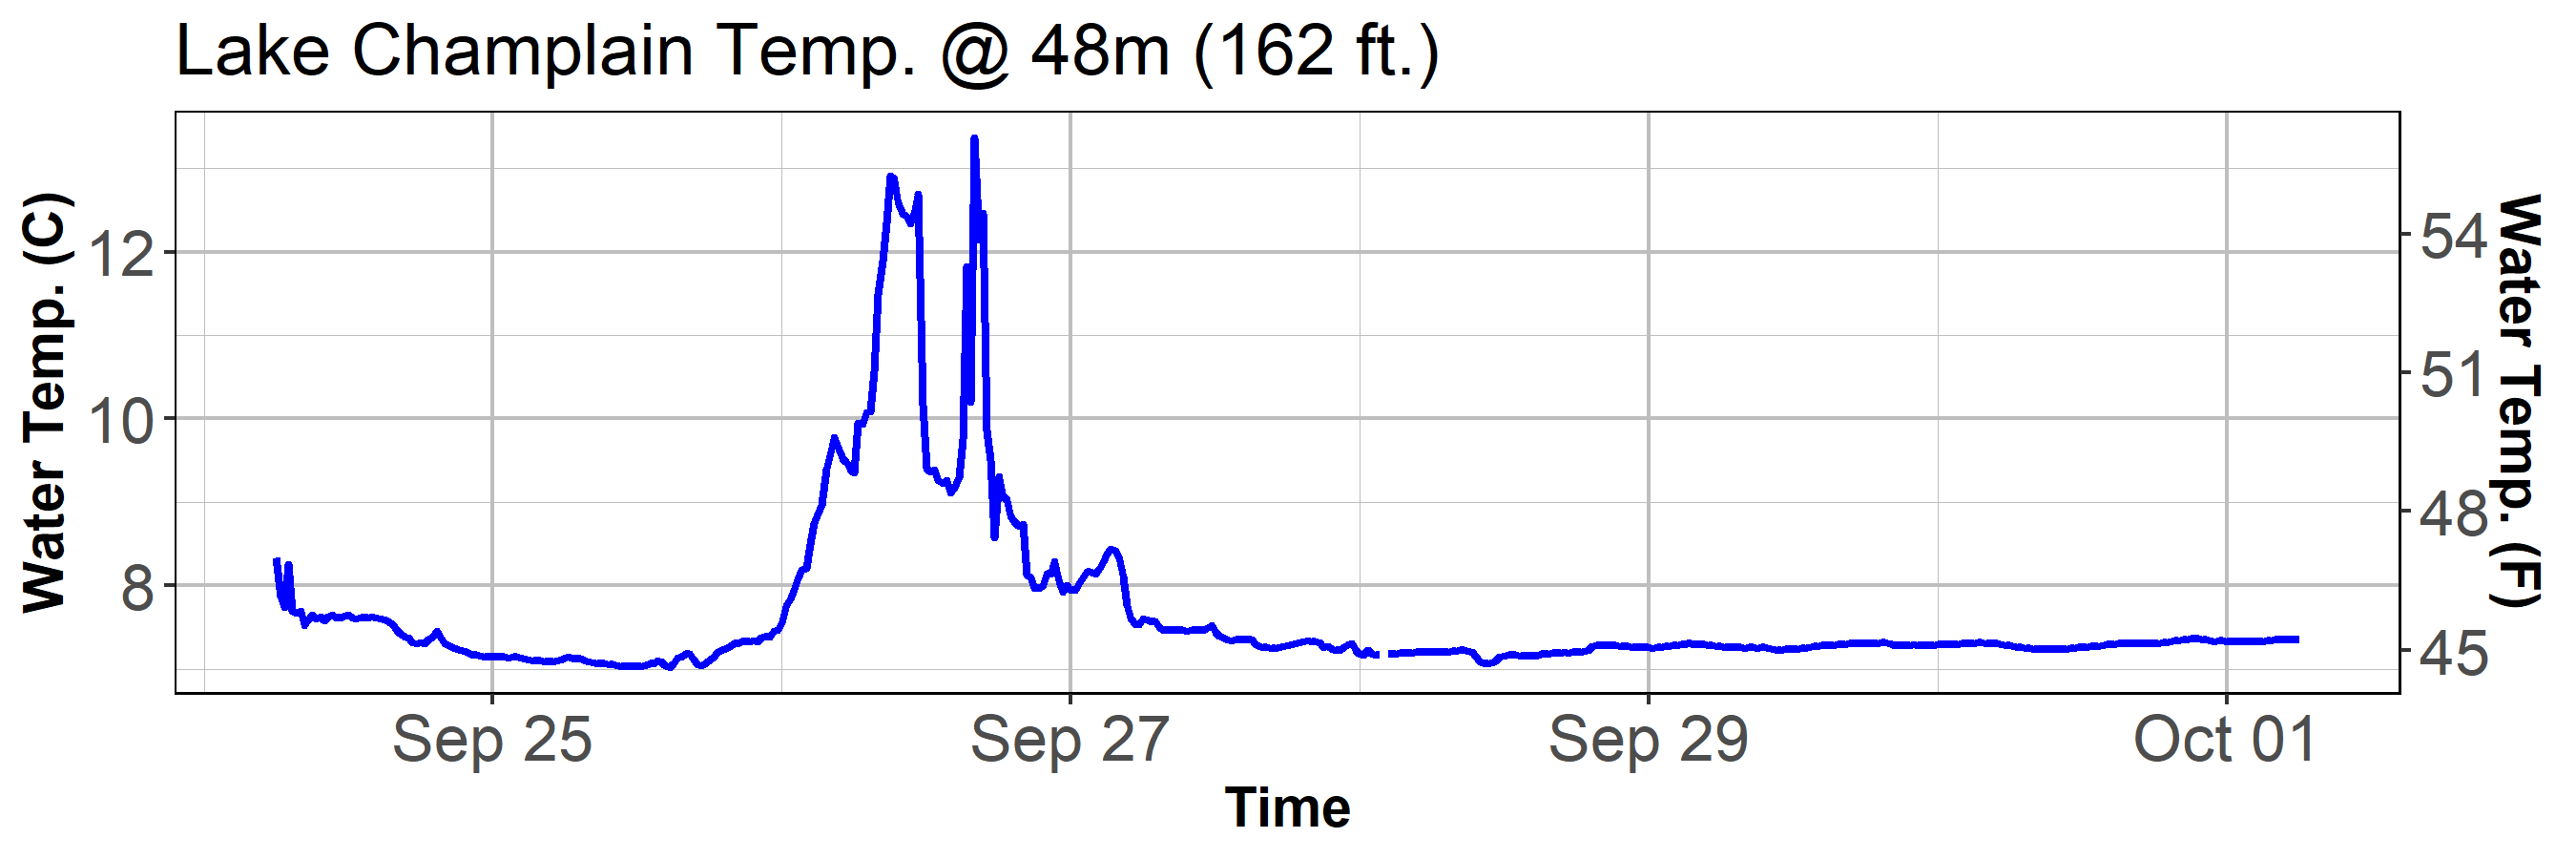 Lake Champlain Temp. @ 48m (162 ft.)
Water Temp. (C)
12
10
8
54
51
48
45
Water Temp. (F)
Sep 25
Sep 27
Sep 29
Oct 01
Time